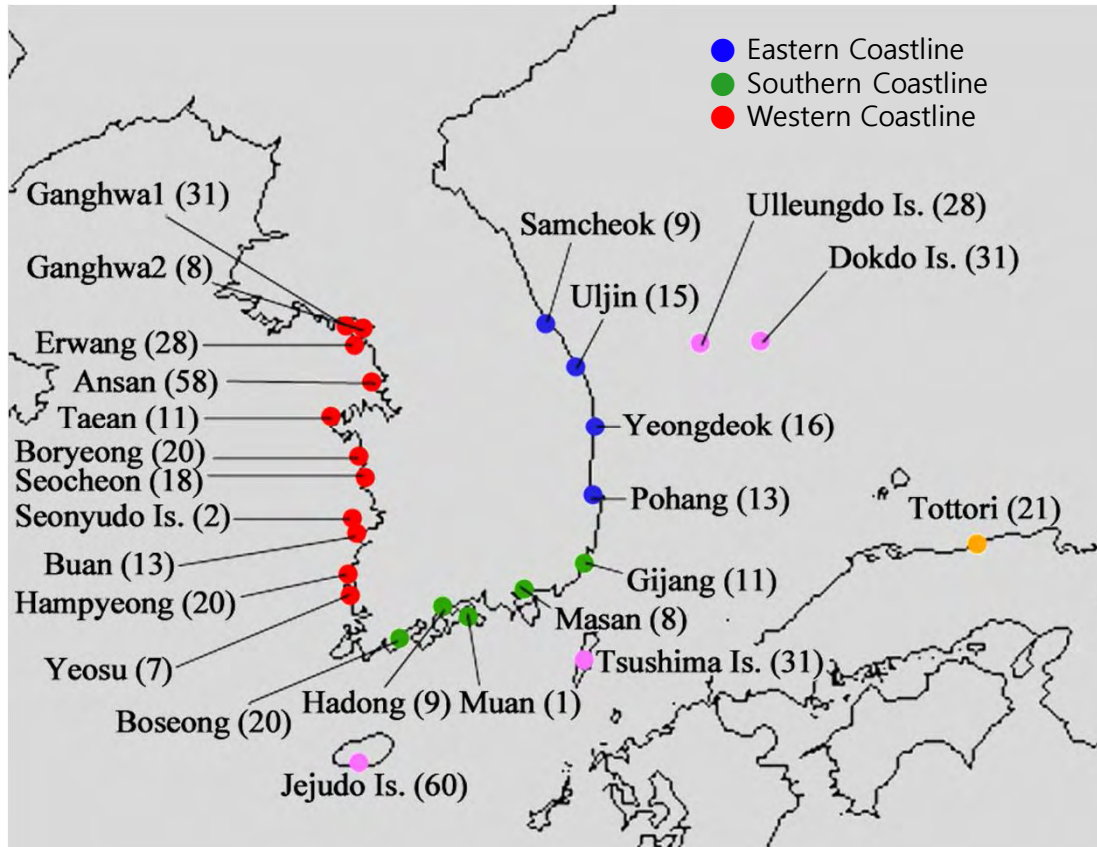 Eastern Coastline
Southern Coastline
Western Coastline
Ganghwa1 (31)
Ulleungdo Is. (28)
Samcheok (9)
Dokdo Is. (31)
Ganghwa2 (8)
Uljin (15)
Erwang (28)
Ansan (58)
Taean (11)
Yeongdeok (16)
Boryeong (20)
Seocheon (18)
Pohang (13)
Seonyudo Is. (2)
Tottori (21)
Buan (13)
Gijang (11)
Hampyeong (20)
Masan (8)
Yeosu (7)
Tsushima Is. (31)
Hadong (9)
Muan (1)
Boseong (20)
Jejudo Is. (60)